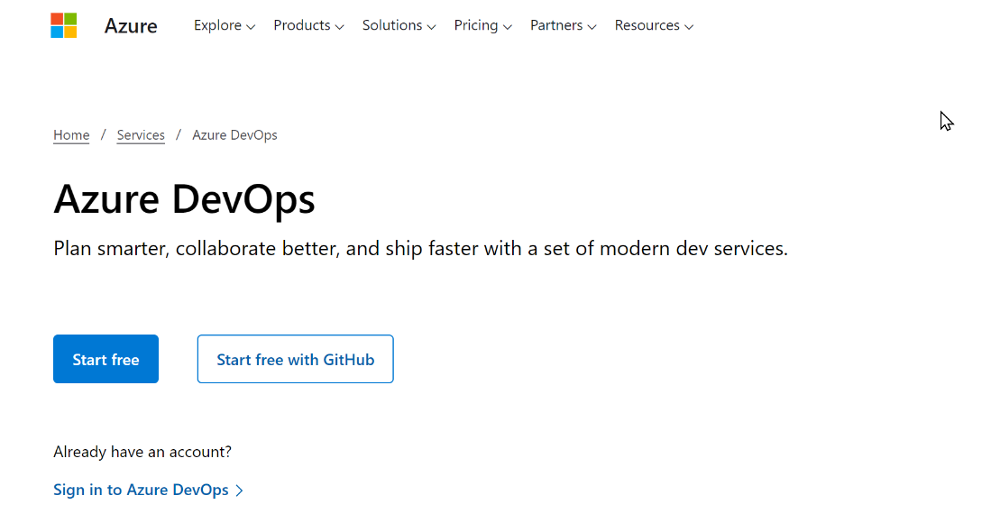 Azure Explore Products Solutions Pricing Partners Resources
Home / Services / Azure DevOps
Azure DevOps
Plan smarter, collaborate better, and ship faster with a set of modern dev services.
Start free Start free with GitHub
Already have an account?
Sign in to Azure DevOps